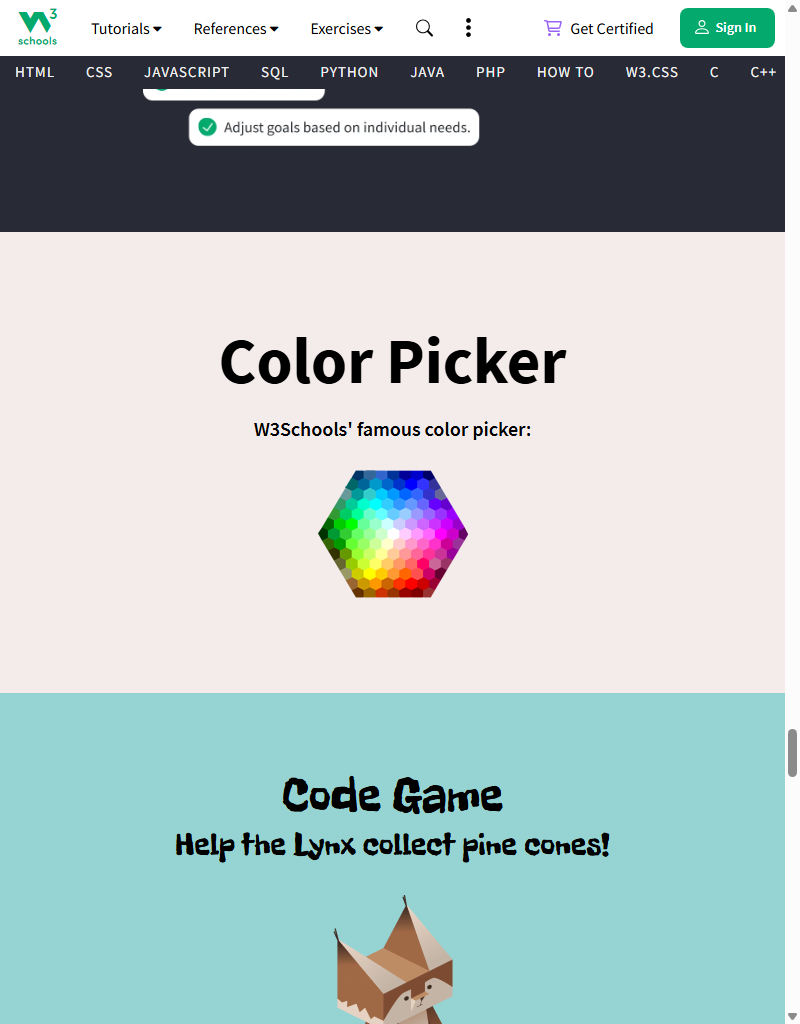 W3 schools
Tutorials References Exercises Get Certified Sign In
HTML CSS JAVASCRIPT SQL PYTHON JAVA PHP HOW TO W3.CSS C C++
Adjust goals based on individual needs.
Color Picker
W3Schools' famous color picker:
Code Game
Help the Lynx collect pine cones!